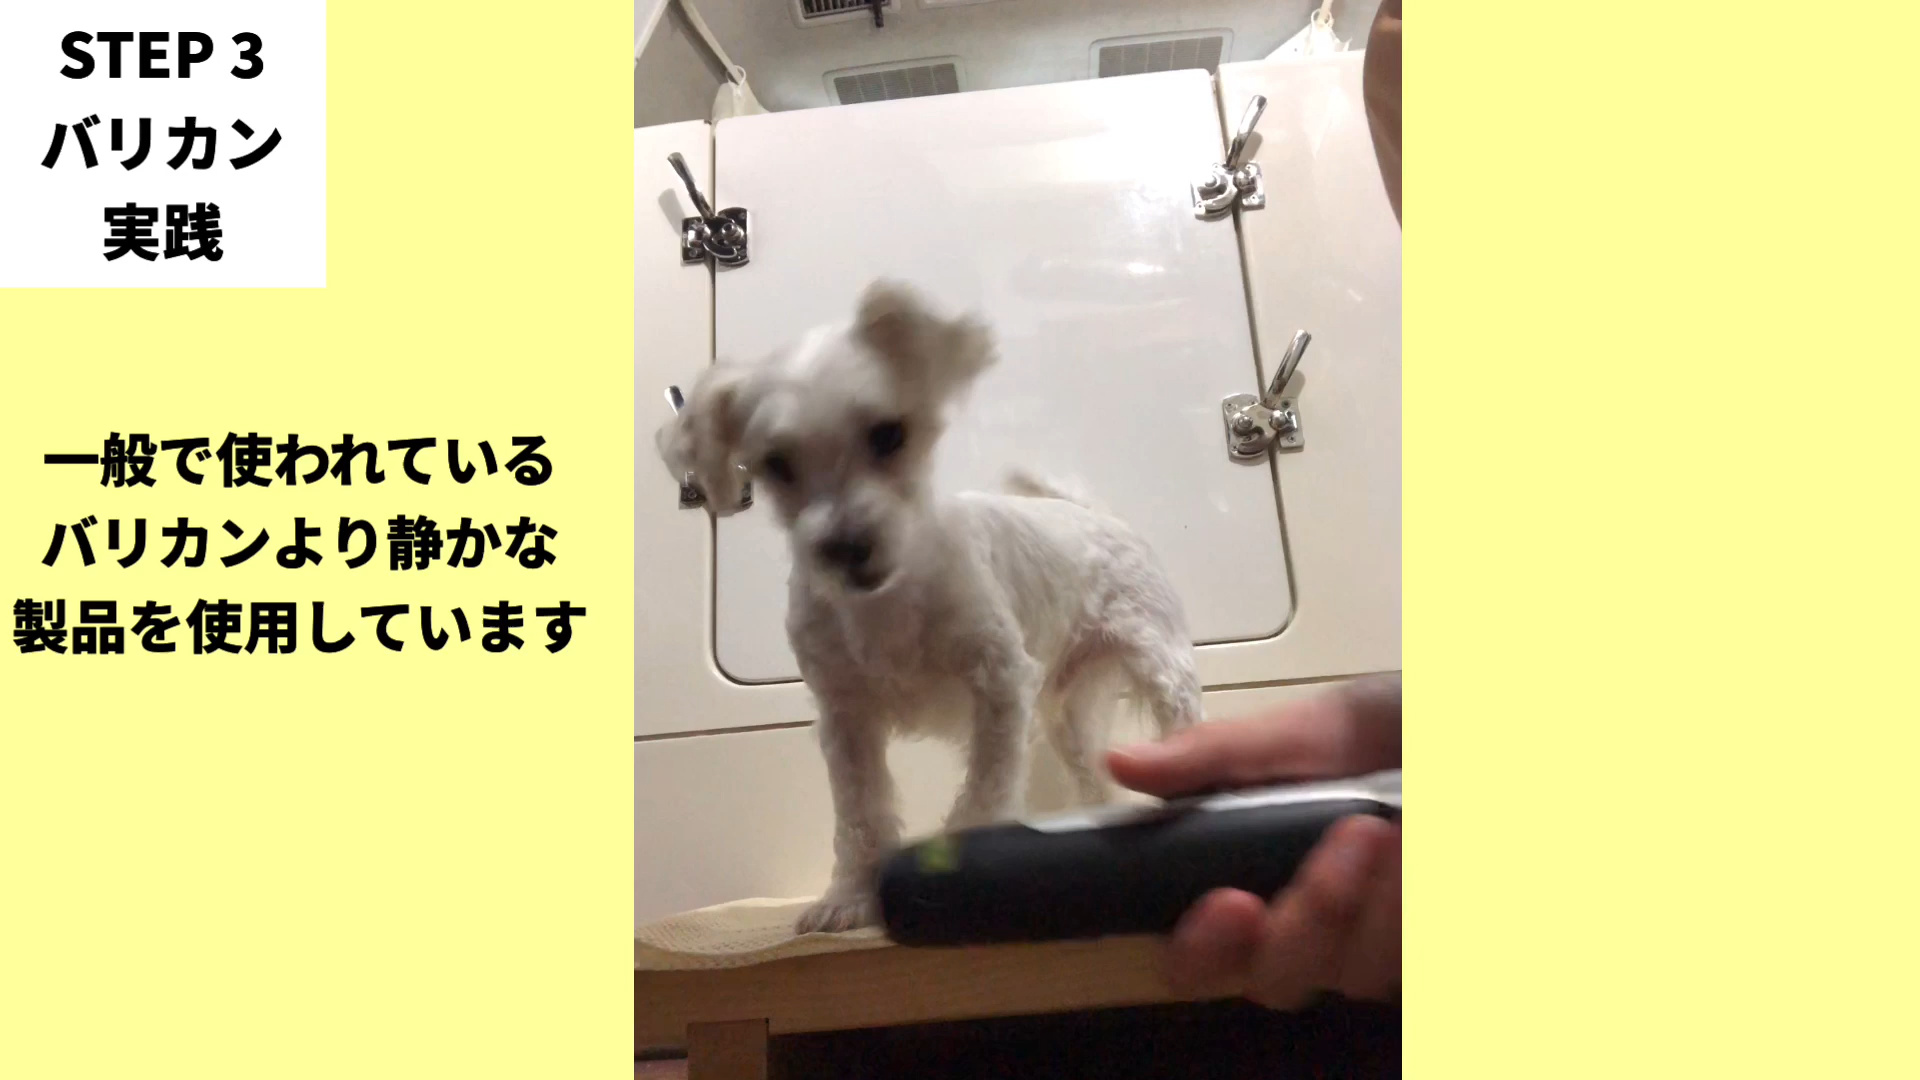 STEP 3
バリカン
実践
一般で使われている
バリカンより静かな
製品を使用しています